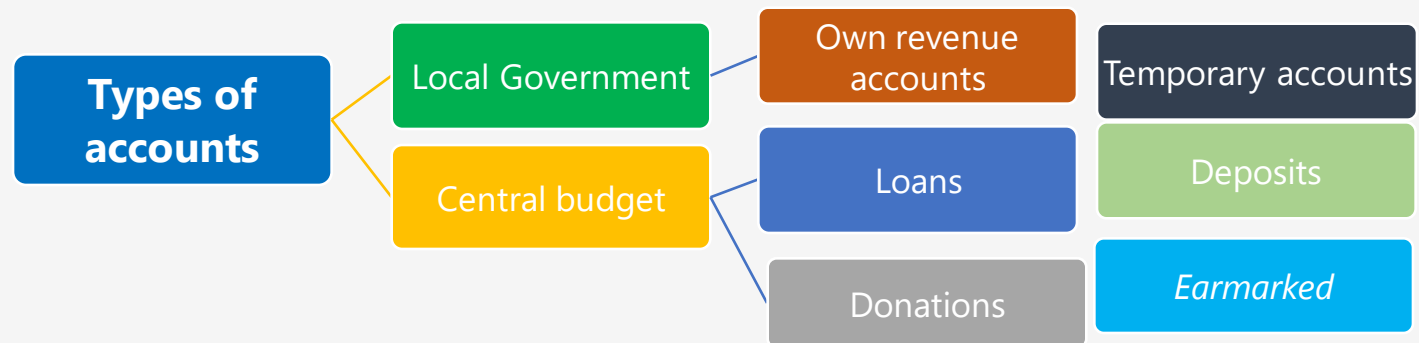 Types of
accounts
Local Government
Central budget
Own revenue
accounts
Loans
Donations
Temporary accounts
Deposits
Earmarked